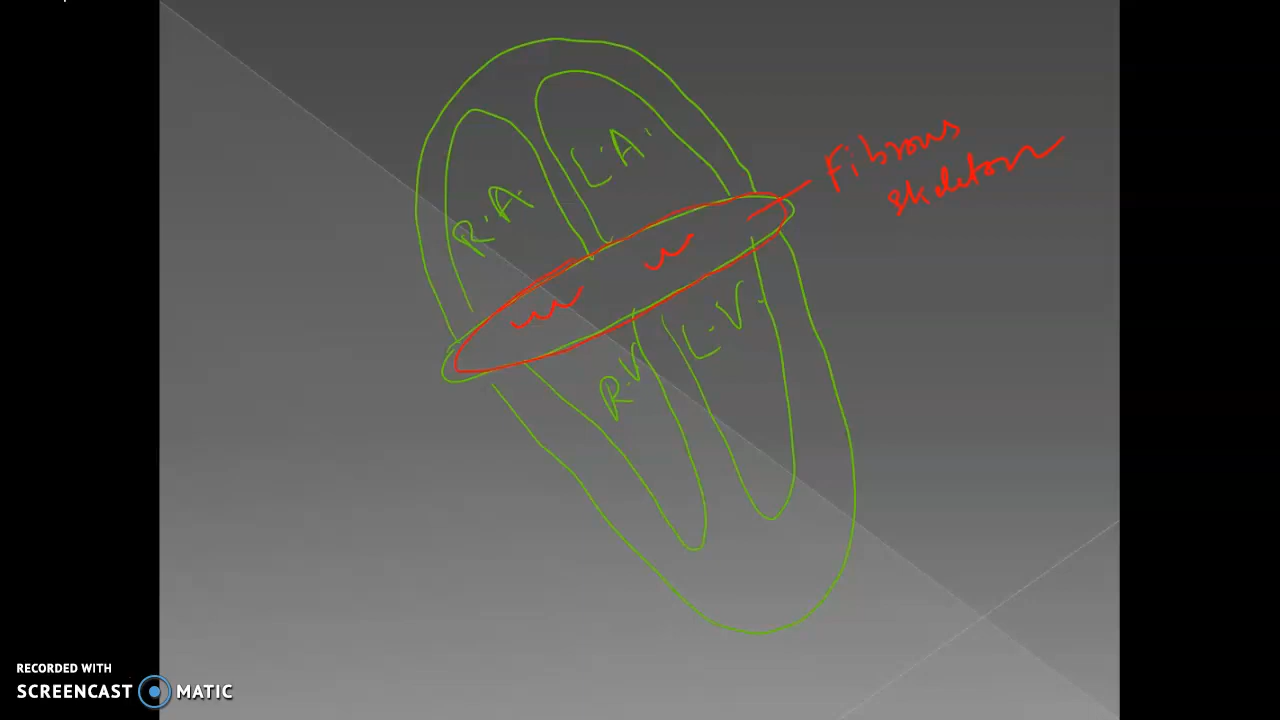 L.A.
R.A.
Fibrous
skeleton
L.V.
R.V
RECORDED WITH
SCREENCAST MATIC